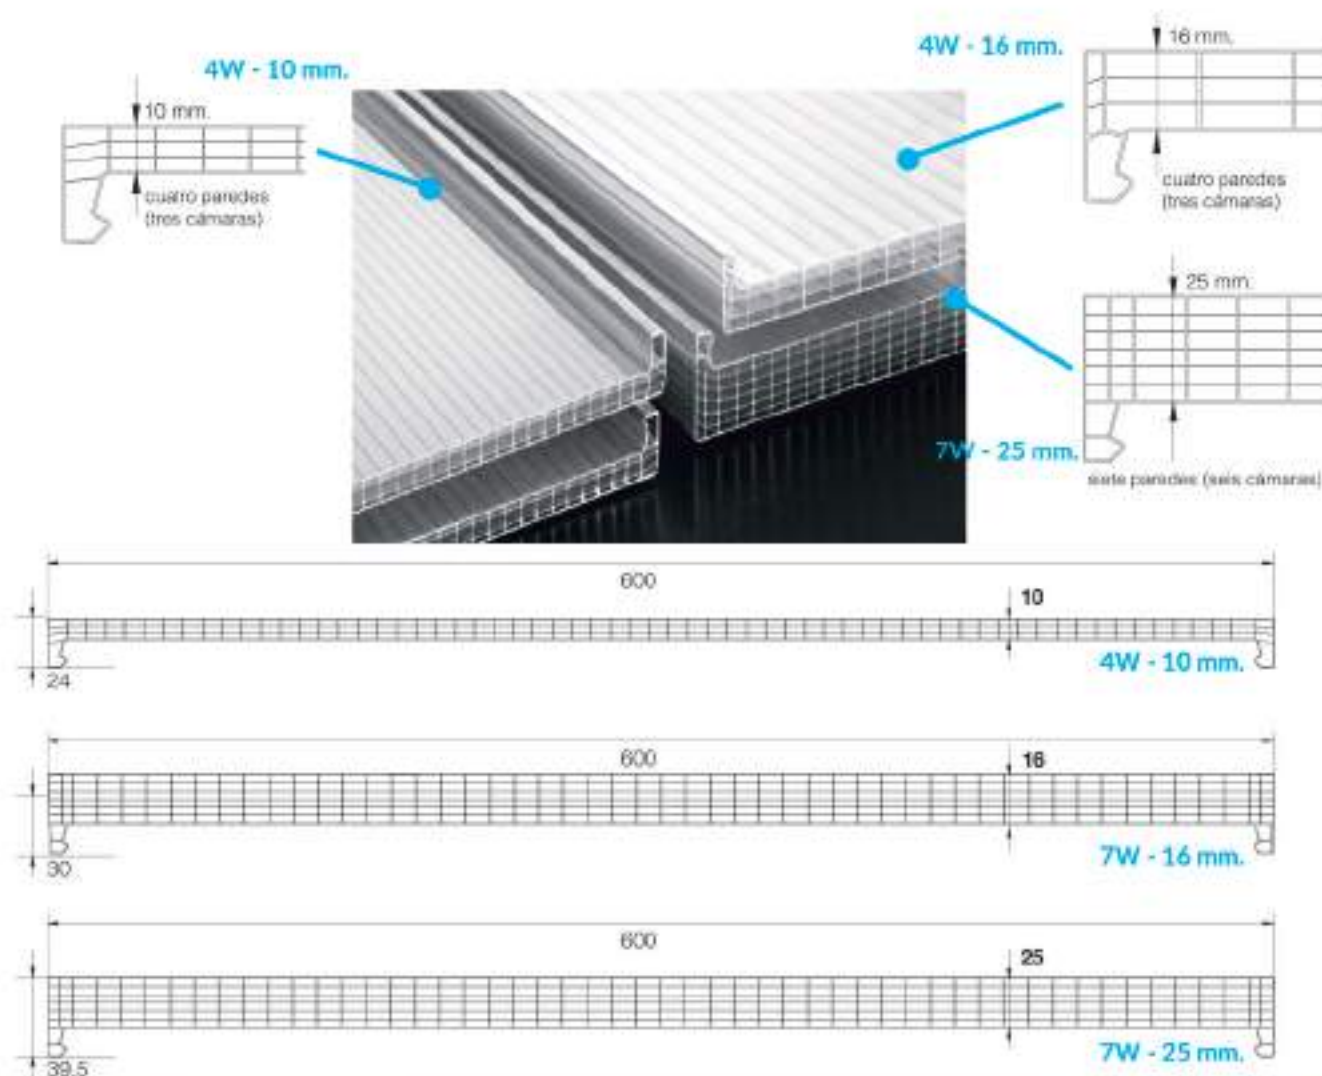 4W - 10 mm.
10 mm.
cuatro paredes
(tres cámaras)
4W - 16 mm.
16 mm.
cuatro paredes
(tres cámaras)
25 mm.
7W - 25 mm.
siete paredes (seis cámaras)
600
10
4W - 10 mm.
24
600
16
7W - 16 mm.
30
600
25
7W - 25 mm.
39.5